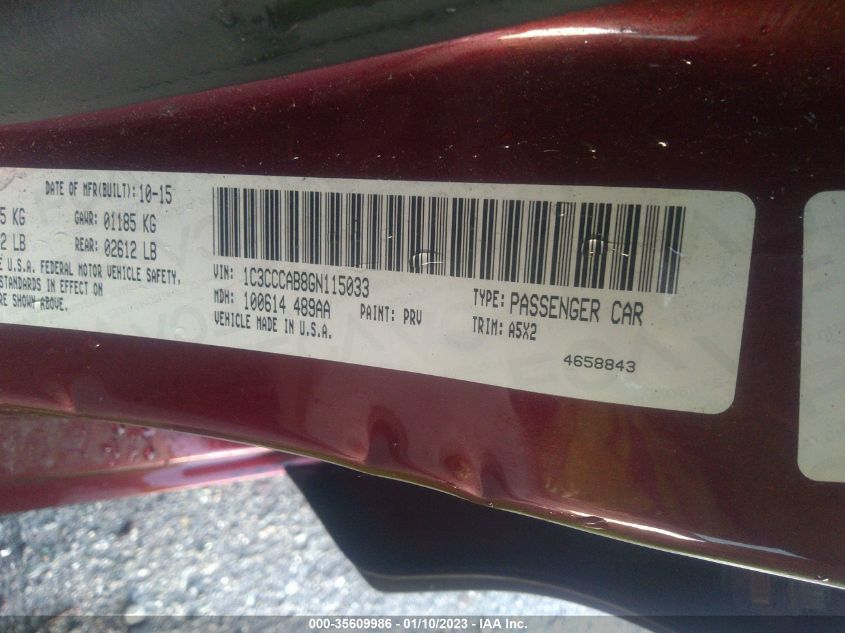 DATE OF MFR(BUILT): 10-15
5 KG GAWR: 01185 KG
2 LB REAR: 02612 LB
U.S.A. FEDERAL MOTOR VEHICLE SAFETY,
STANDARDS IN EFFECT ON
RE SHOWN ABOVE.
VIN: 1C3CCCAB8GN115033
MDH: 100614 489AA PAINT: PRV
VEHICLE MADE IN U.S.A.
TYPE: PASSENGER CAR
TRIM: A5X2
4658843
000-35609986 — 01/10/2023 — © IAA Inc.